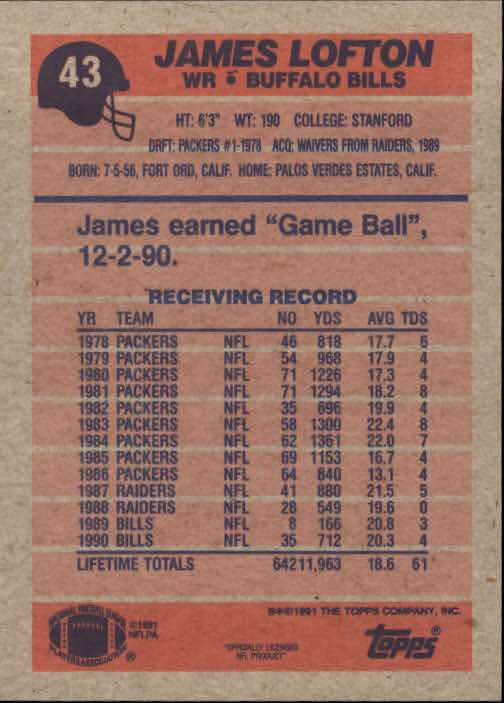 43
JAMES LOFTON
WR • BUFFALO BILLS
HT: 6'3" WT: 190 COLLEGE: STANFORD
DRFT: PACKERS #1-1978 ACQ: WAIVERS FROM RAIDERS, 1989
BORN: 7-5-56, FORT ORD, CALIF. HOME: PALOS VERDES ESTATES, CALIF.
James earned "Game Ball",
12-2-90.
RECEIVING RECORD
YR TEAM NO YDS AVG TDS
1978 PACKERS NFL 46 818 17.7 6
1979 PACKERS NFL 54 968 17.9 4
1980 PACKERS NFL 71 1226 17.3 4
1981 PACKERS NFL 71 1294 18.2 8
1982 PACKERS NFL 35 696 19.9 4
1983 PACKERS NFL 58 1300 22.4 8
1984 PACKERS NFL 62 1361 22.0 7
1985 PACKERS NFL 69 1153 16.7 4
1986 PACKERS NFL 64 840 13.1 4
1987 RAIDERS NFL 41 880 21.5 5
1988 RAIDERS NFL 28 549 19.6 0
1989 BILLS NFL 8 166 20.8 3
1990 BILLS NFL 35 712 20.3 4
LIFETIME TOTALS 642 11,963 18.6 61
B*©1991 THE TOPPS COMPANY, INC.
NATIONAL FOOTBALL LEAGUE
PLAYERS ASSOCIATION ®
©1991
NFLPA
"OFFICIALLY LICENSED
NFL PRODUCT"
topps®